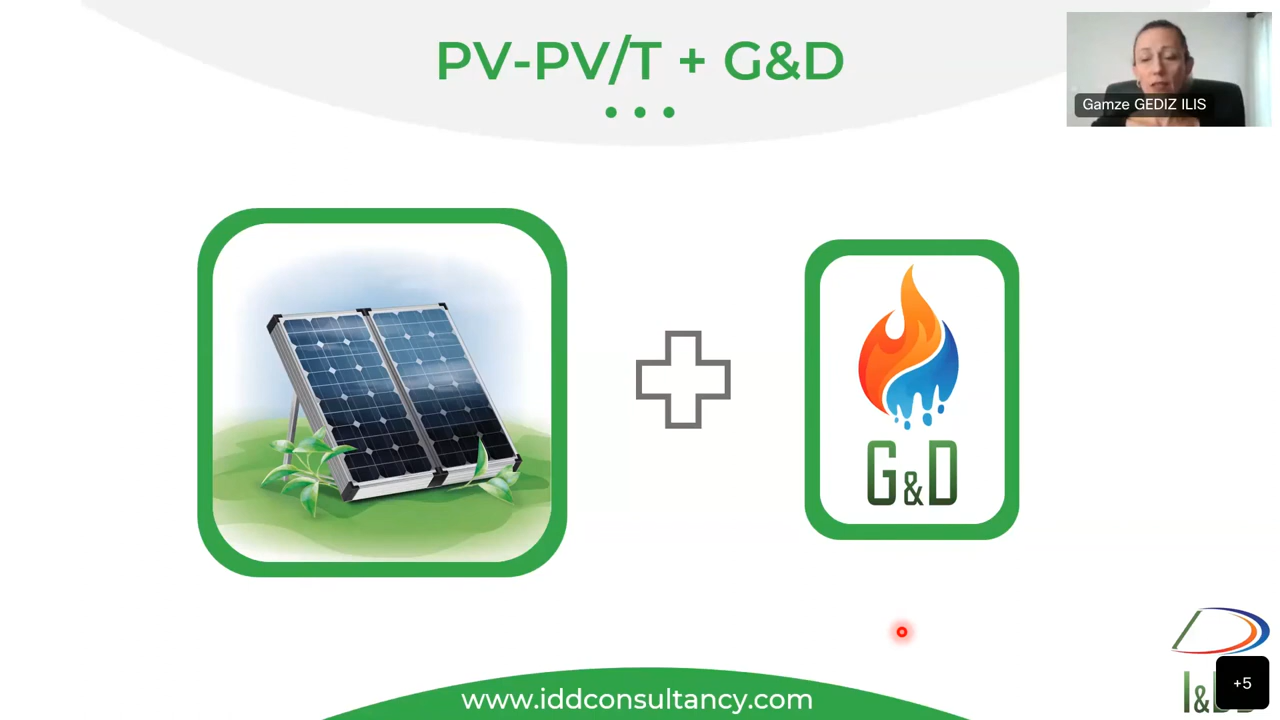 PV-PV/T + G&D
Gamze GEDIZ ILIS
G&D
www.iddconsultancy.com
+5